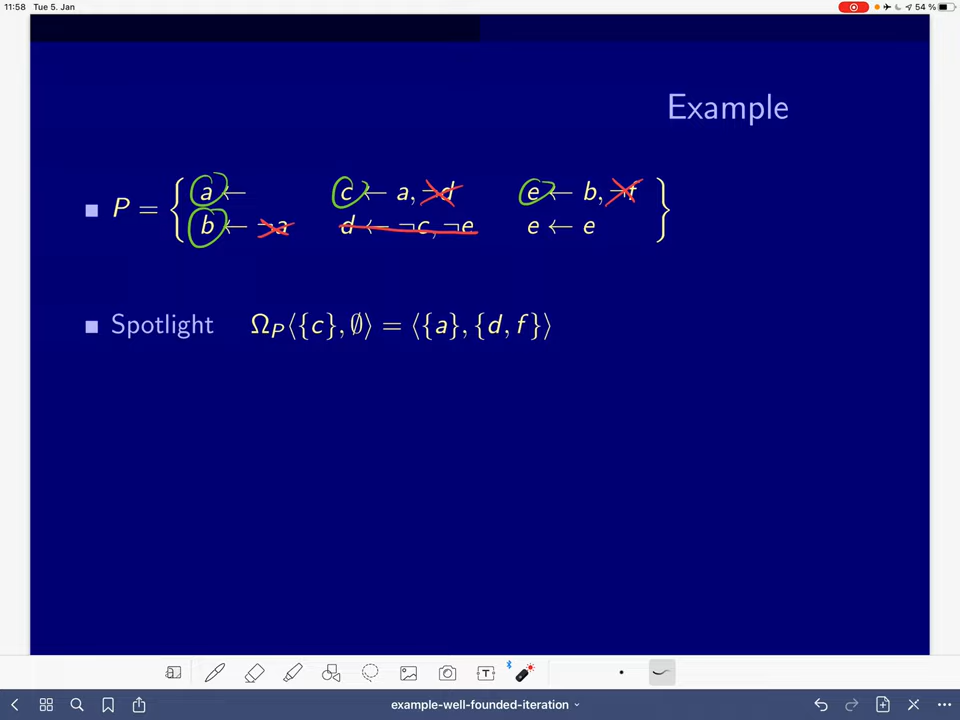 11:58 Tue 5. Jan 54 %
Example
P = { a ← c ← a, ¬d e ← b, ¬f
b ← ¬a d ← ¬c, ¬e e ← e }
Spotlight Ω_P⟨{c}, ∅⟩ = ⟨{a}, {d, f}⟩
example-well-founded-iteration